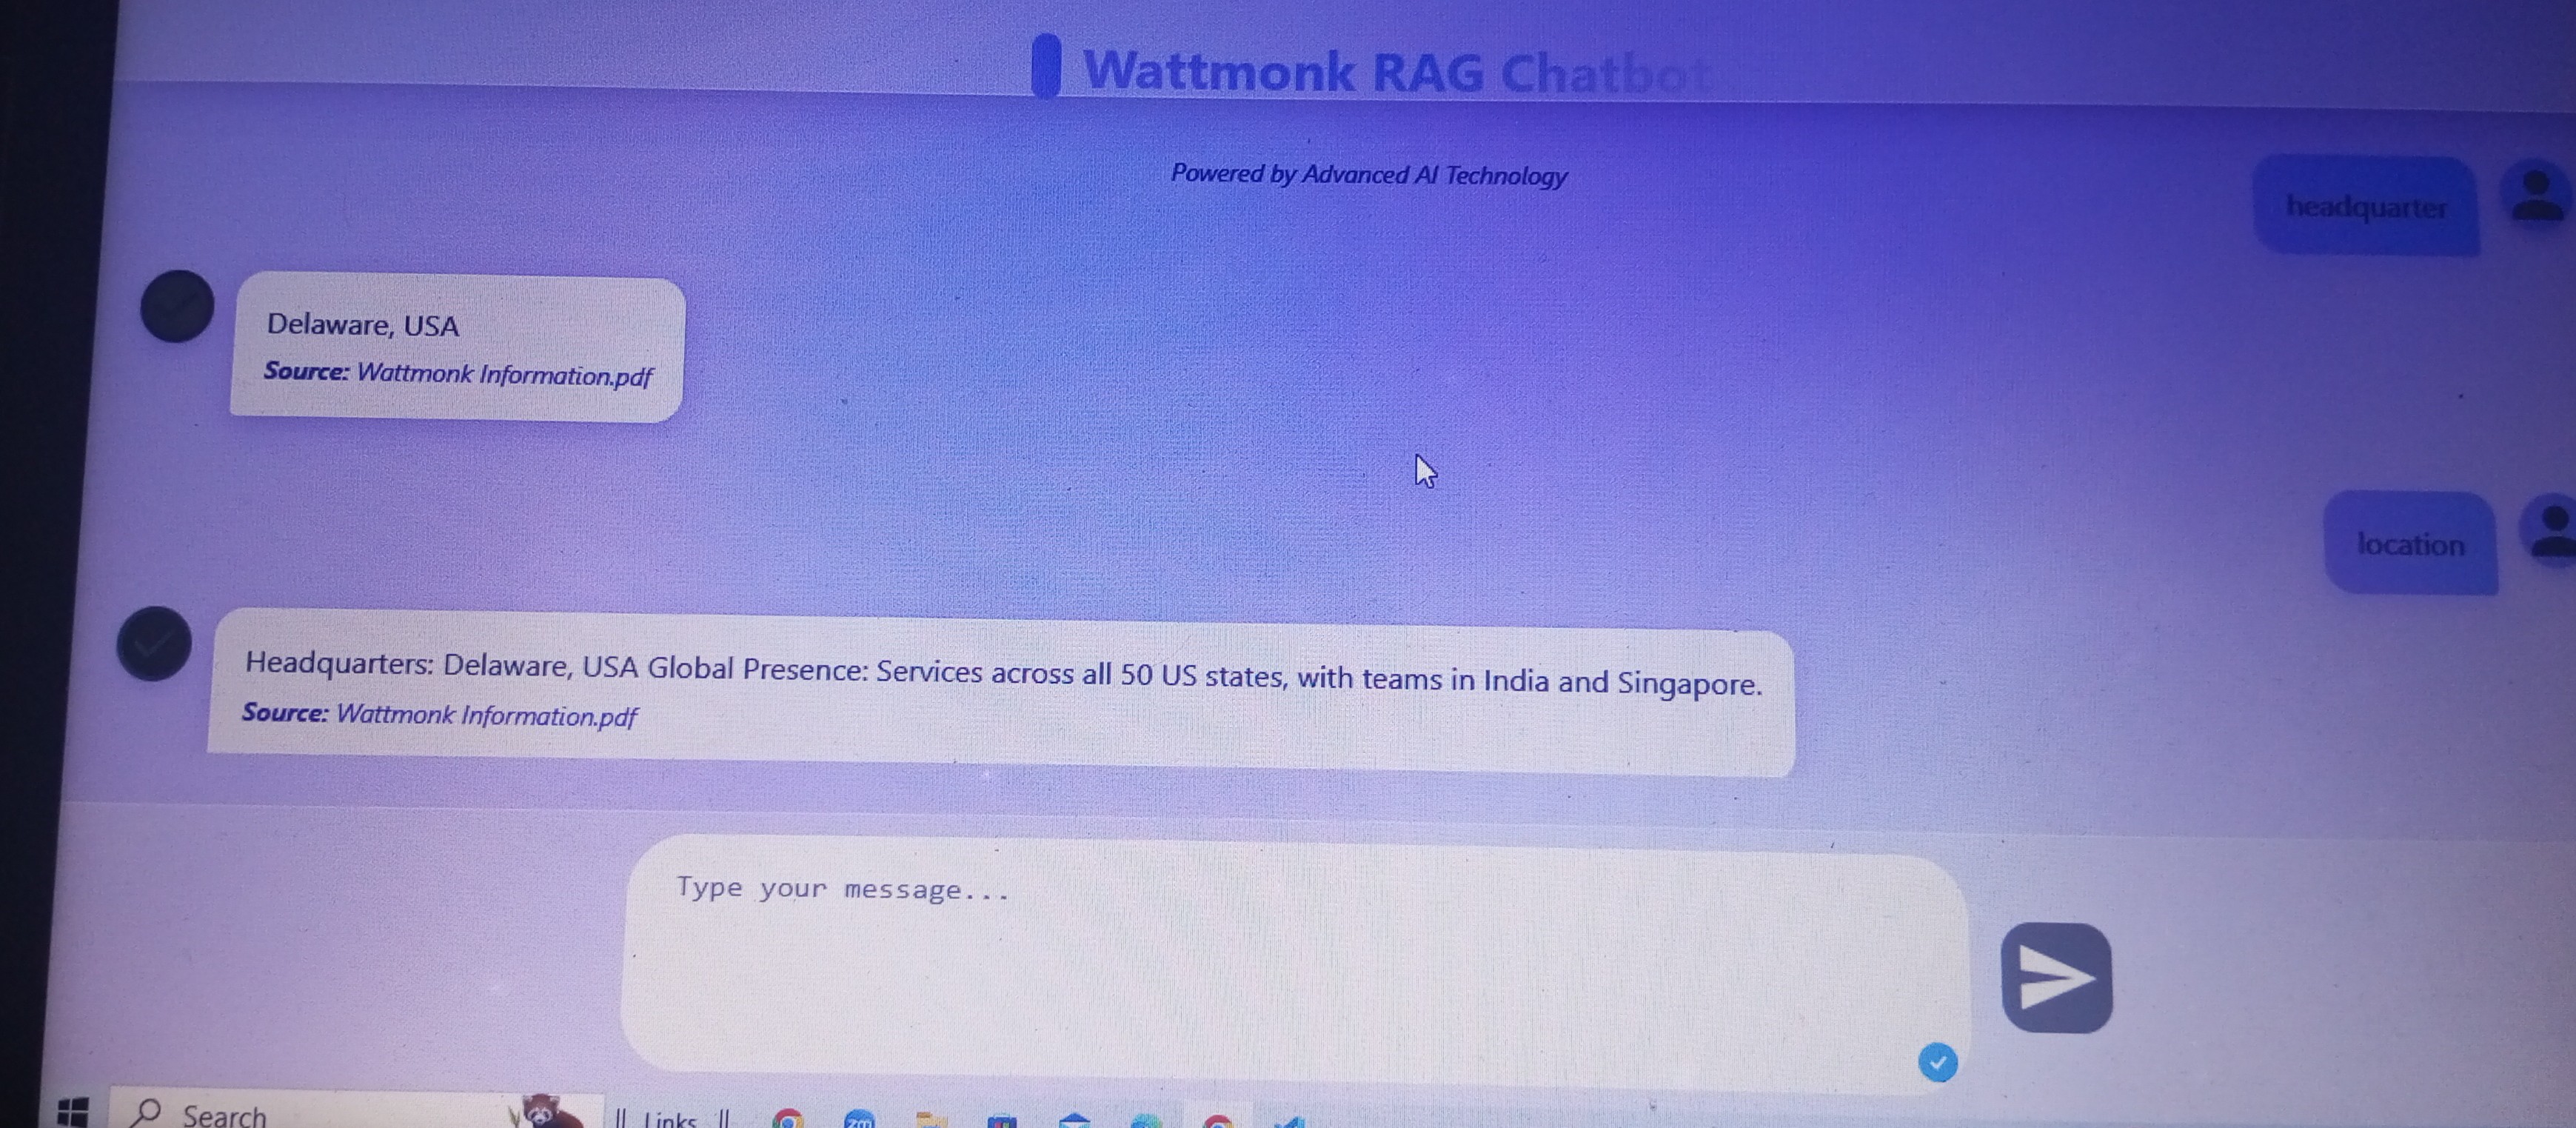 Wattmonk RAG Chatbot
Powered by Advanced AI Technology
headquarter
Delaware, USA
Source: Wattmonk Information.pdf
location
Headquarters: Delaware, USA Global Presence: Services across all 50 US states, with teams in India and Singapore.
Source: Wattmonk Information.pdf
Type your message...
Search
|| Links ||
zm